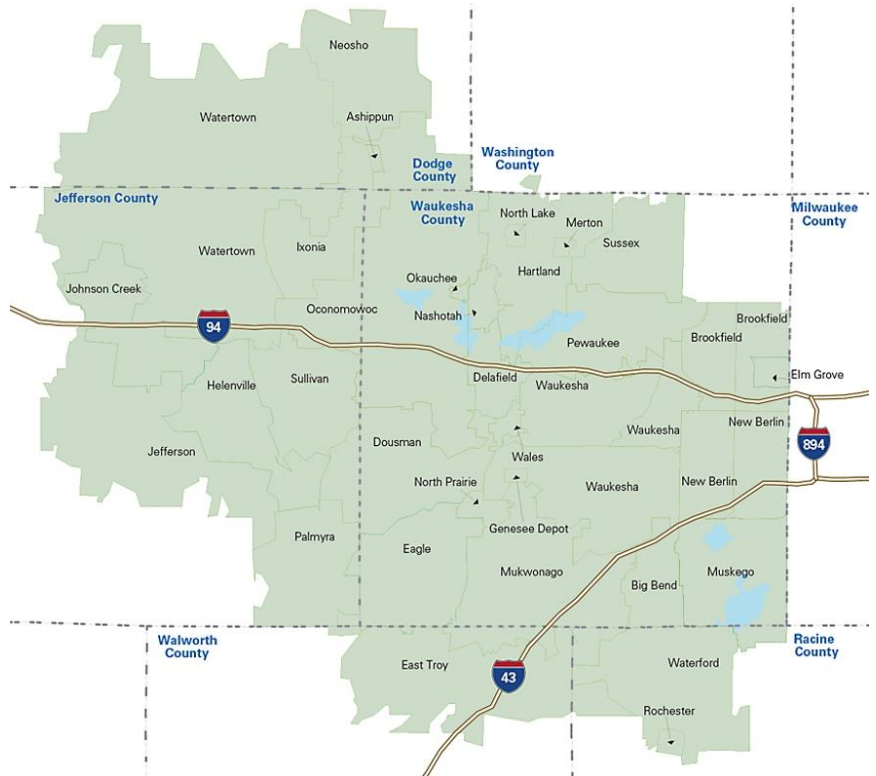 Neosho
Watertown
Ashippun
Dodge
County
Washington
County
Jefferson County
Waukesha
County
Milwaukee
County
North Lake
Merton
Sussex
Watertown
Ixonia
Hartland
Okauchee
Johnson Creek
Oconomowoc
Nashotah
94
Pewaukee
Brookfield
Brookfield
Elm Grove
Helenville
Sullivan
Delafield
Waukesha
Jefferson
Dousman
Waukesha
New Berlin
894
Wales
North Prairie
Waukesha
New Berlin
Genesee Depot
Palmyra
Eagle
Mukwonago
Big Bend
Muskego
Walworth
County
Racine
County
East Troy
43
Waterford
Rochester